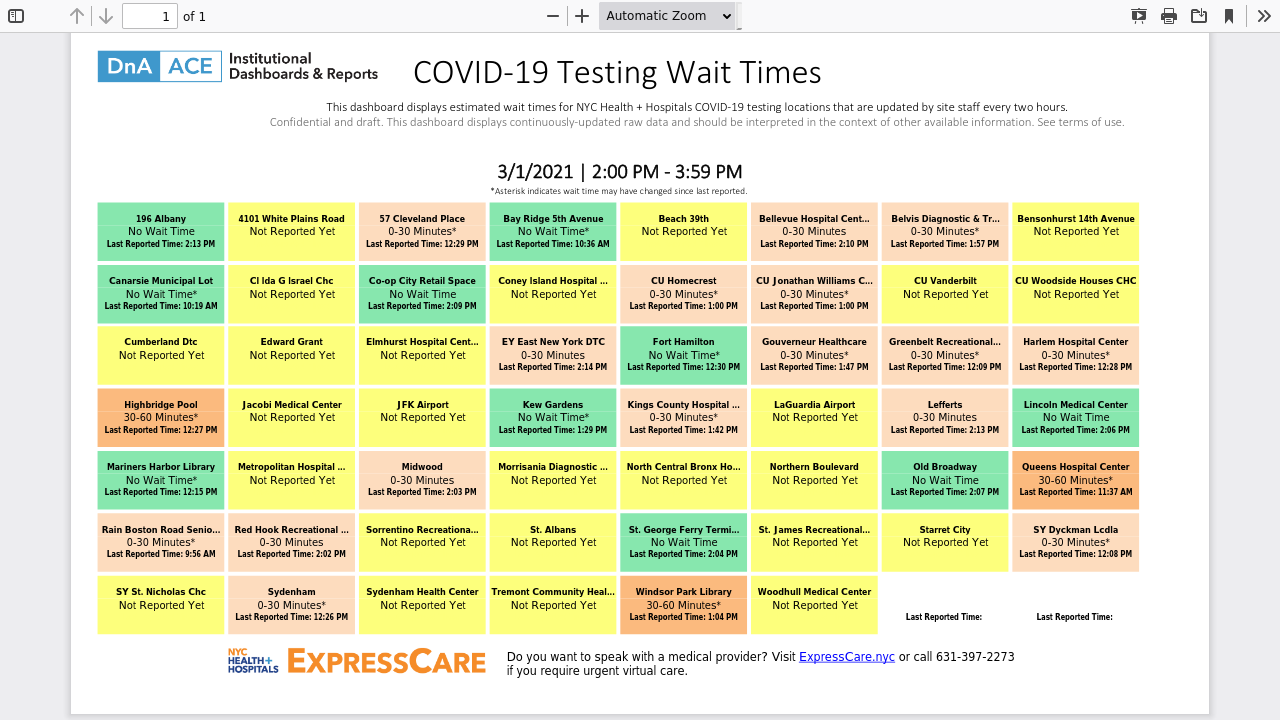 1 of 1 Automatic Zoom
DnA ACE Institutional
Dashboards & Reports
COVID-19 Testing Wait Times
This dashboard displays estimated wait times for NYC Health + Hospitals COVID-19 testing locations that are updated by site staff every two hours.
Confidential and draft. This dashboard displays continuously-updated raw data and should be interpreted in the context of other available information. See terms of use.
3/1/2021 | 2:00 PM - 3:59 PM
*Asterisk indicates wait time may have changed since last reported.
196 Albany
No Wait Time
Last Reported Time: 2:13 PM
4101 White Plains Road
Not Reported Yet
57 Cleveland Place
0-30 Minutes*
Last Reported Time: 12:29 PM
Bay Ridge 5th Avenue
No Wait Time*
Last Reported Time: 10:36 AM
Beach 39th
Not Reported Yet
Bellevue Hospital Cent...
0-30 Minutes
Last Reported Time: 2:10 PM
Belvis Diagnostic & Tr...
0-30 Minutes*
Last Reported Time: 1:57 PM
Bensonhurst 14th Avenue
Not Reported Yet
Canarsie Municipal Lot
No Wait Time*
Last Reported Time: 10:19 AM
Cl Ida G Israel Chc
Not Reported Yet
Co-op City Retail Space
No Wait Time
Last Reported Time: 2:09 PM
Coney Island Hospital ...
Not Reported Yet
CU Homecrest
0-30 Minutes*
Last Reported Time: 1:00 PM
CU Jonathan Williams C...
0-30 Minutes*
Last Reported Time: 1:00 PM
CU Vanderbilt
Not Reported Yet
CU Woodside Houses CHC
Not Reported Yet
Cumberland Dtc
Not Reported Yet
Edward Grant
Not Reported Yet
Elmhurst Hospital Cent...
Not Reported Yet
EY East New York DTC
0-30 Minutes
Last Reported Time: 2:14 PM
Fort Hamilton
No Wait Time*
Last Reported Time: 12:30 PM
Gouverneur Healthcare
0-30 Minutes*
Last Reported Time: 1:47 PM
Greenbelt Recreational...
0-30 Minutes*
Last Reported Time: 12:09 PM
Harlem Hospital Center
0-30 Minutes*
Last Reported Time: 12:28 PM
Highbridge Pool
30-60 Minutes*
Last Reported Time: 12:27 PM
Jacobi Medical Center
Not Reported Yet
JFK Airport
Not Reported Yet
Kew Gardens
No Wait Time*
Last Reported Time: 1:29 PM
Kings County Hospital ...
0-30 Minutes*
Last Reported Time: 1:42 PM
LaGuardia Airport
Not Reported Yet
Lefferts
0-30 Minutes
Last Reported Time: 2:13 PM
Lincoln Medical Center
No Wait Time
Last Reported Time: 2:06 PM
Mariners Harbor Library
No Wait Time*
Last Reported Time: 12:15 PM
Metropolitan Hospital ...
Not Reported Yet
Midwood
0-30 Minutes
Last Reported Time: 2:03 PM
Morrisania Diagnostic ...
Not Reported Yet
North Central Bronx Ho...
Not Reported Yet
Northern Boulevard
Not Reported Yet
Old Broadway
No Wait Time
Last Reported Time: 2:07 PM
Queens Hospital Center
30-60 Minutes*
Last Reported Time: 11:37 AM
Rain Boston Road Senio...
0-30 Minutes*
Last Reported Time: 9:56 AM
Red Hook Recreational ...
0-30 Minutes
Last Reported Time: 2:02 PM
Sorrentino Recreationa...
Not Reported Yet
St. Albans
Not Reported Yet
St. George Ferry Termi...
No Wait Time
Last Reported Time: 2:04 PM
St. James Recreational...
Not Reported Yet
Starret City
Not Reported Yet
SY Dyckman Lcdla
0-30 Minutes*
Last Reported Time: 12:08 PM
SY St. Nicholas Chc
Not Reported Yet
Sydenham
0-30 Minutes*
Last Reported Time: 12:26 PM
Sydenham Health Center
Not Reported Yet
Tremont Community Heal...
Not Reported Yet
Windsor Park Library
30-60 Minutes*
Last Reported Time: 1:04 PM
Woodhull Medical Center
Not Reported Yet
Last Reported Time:
Last Reported Time:
NYC
HEALTH+
HOSPITALS
EXPRESSCARE
Do you want to speak with a medical provider? Visit ExpressCare.nyc or call 631-397-2273
if you require urgent virtual care.